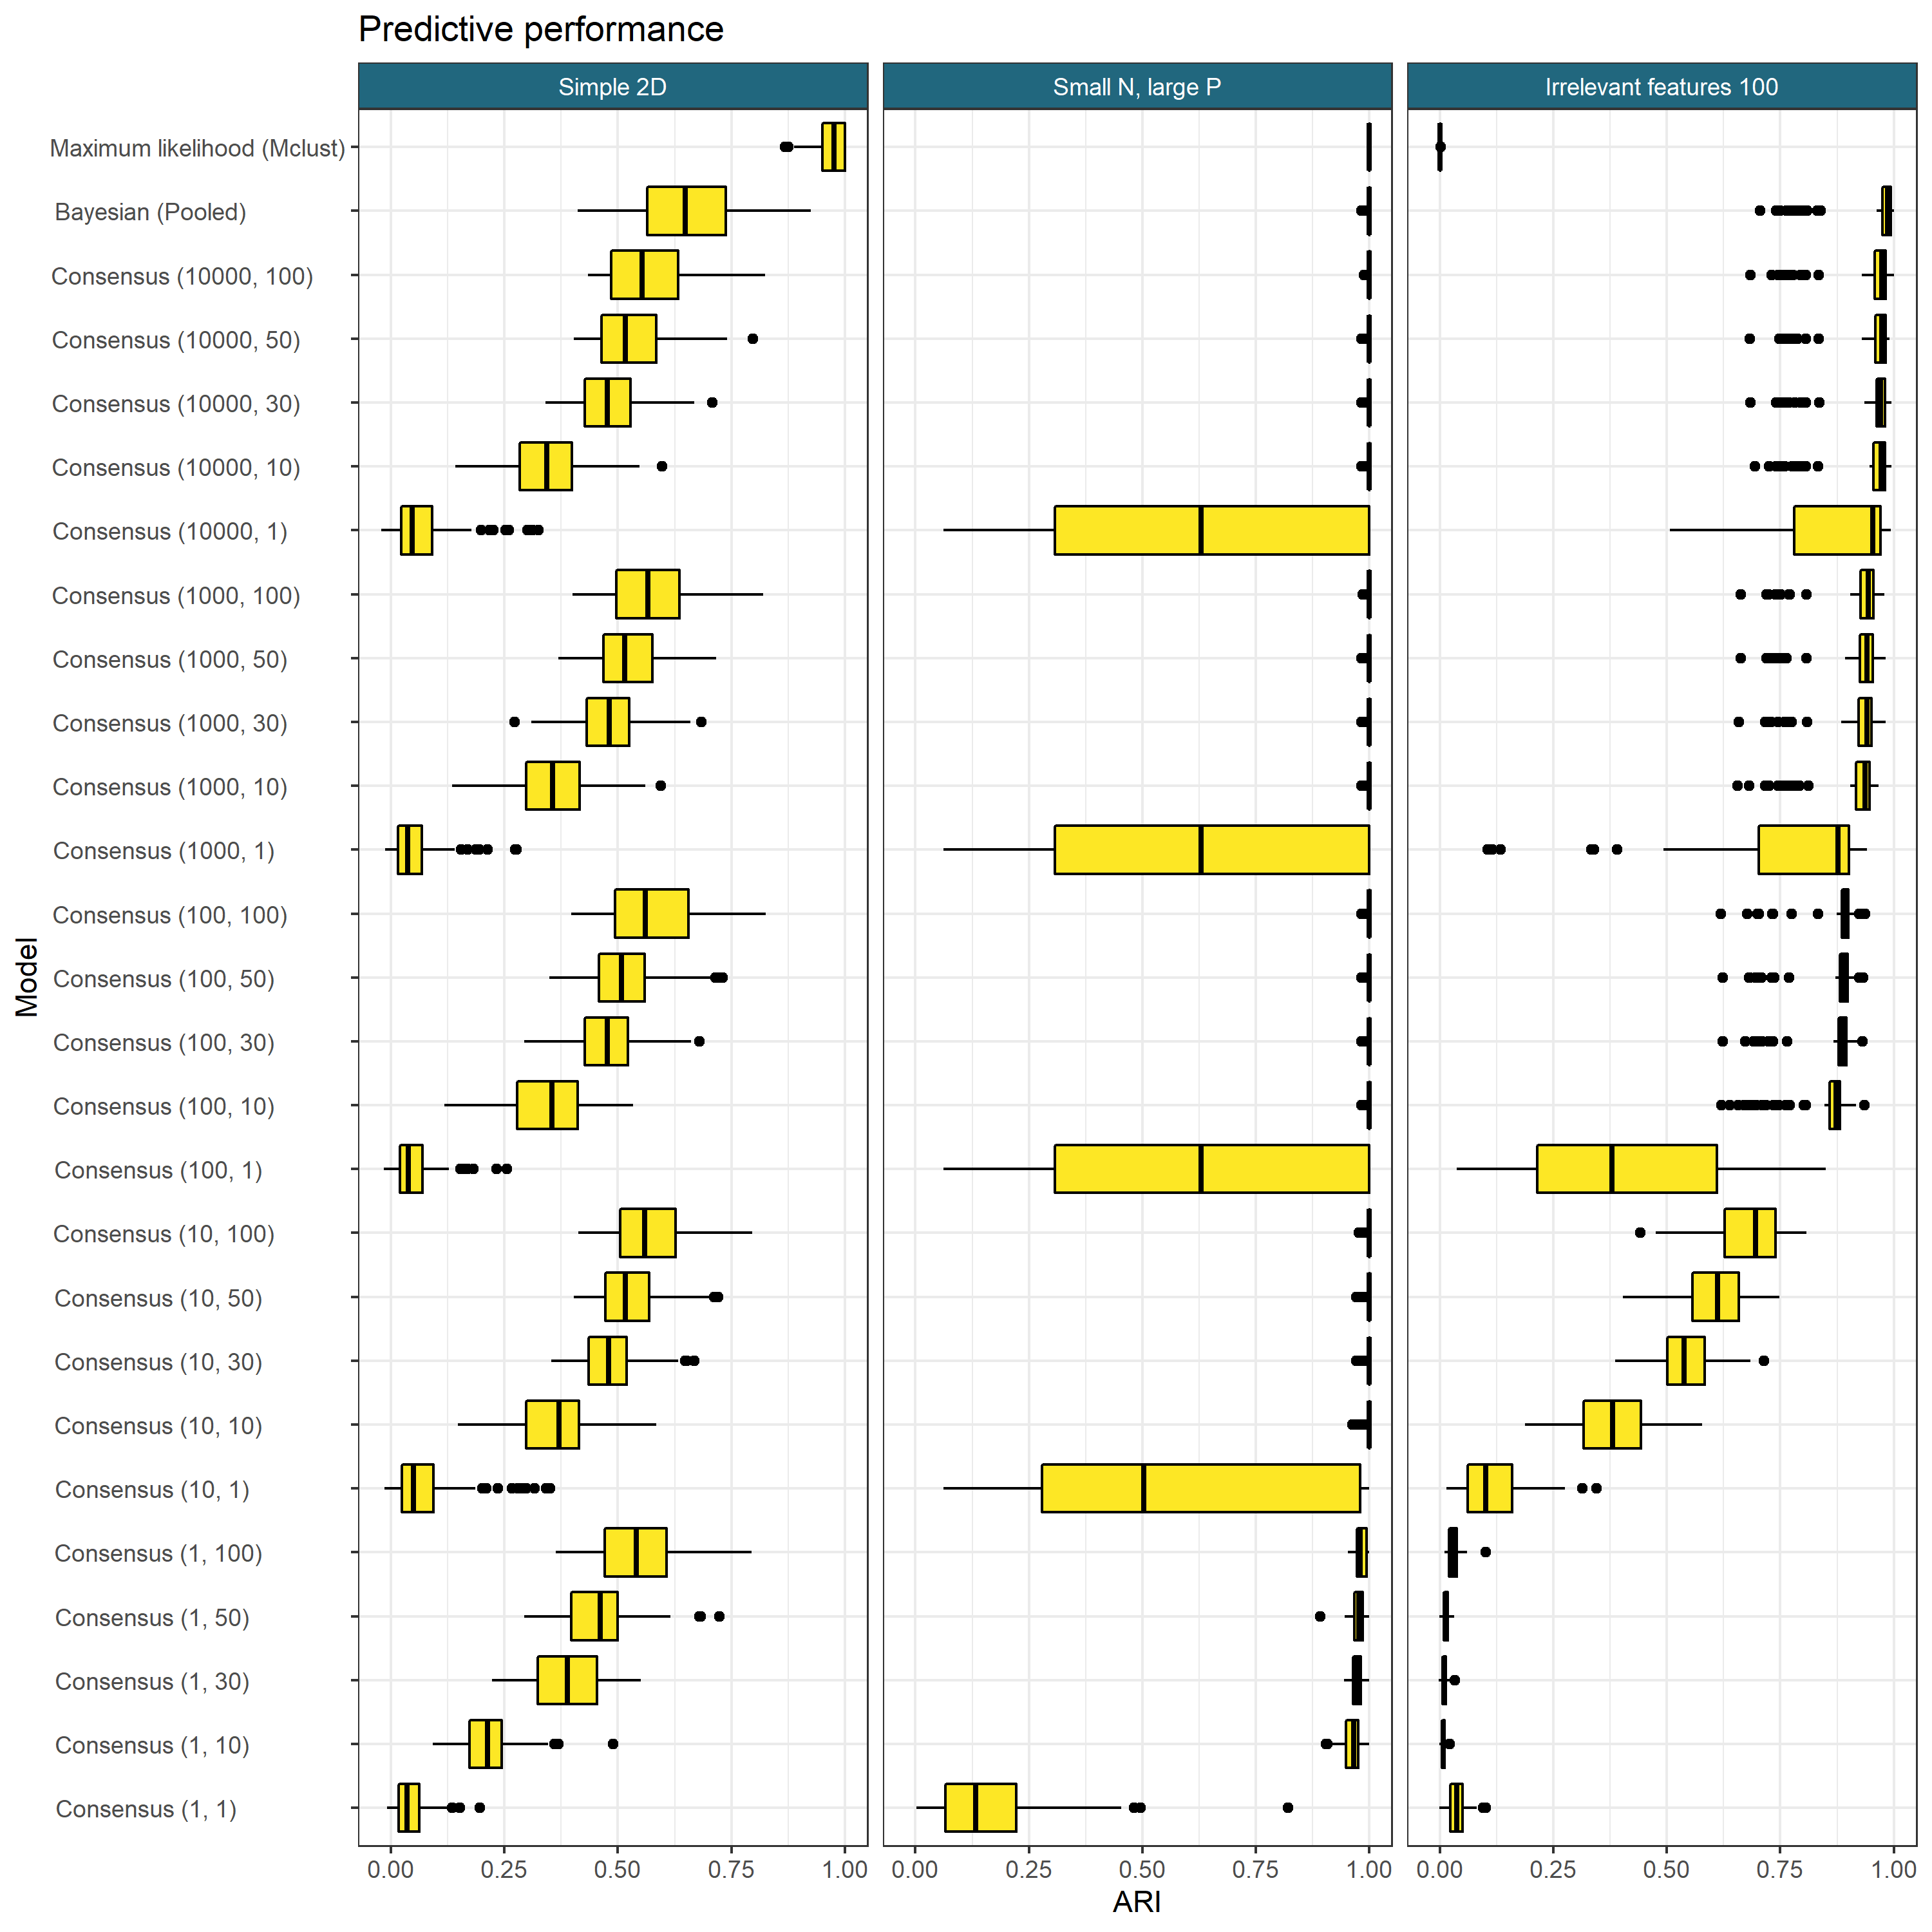 Predictive performance
Simple 2D
Small N, large P
Irrelevant features 100
Maximum likelihood (Mclust)
Bayesian (Pooled)
Consensus (10000, 100)
Consensus (10000, 50)
Consensus (10000, 30)
Consensus (10000, 10)
Consensus (10000, 1)
Consensus (1000, 100)
Consensus (1000, 50)
Consensus (1000, 30)
Consensus (1000, 10)
Consensus (1000, 1)
Consensus (100, 100)
Consensus (100, 50)
Consensus (100, 30)
Consensus (100, 10)
Consensus (100, 1)
Consensus (10, 100)
Consensus (10, 50)
Consensus (10, 30)
Consensus (10, 10)
Consensus (10, 1)
Consensus (1, 100)
Consensus (1, 50)
Consensus (1, 30)
Consensus (1, 10)
Consensus (1, 1)
Model
0.00 0.25 0.50 0.75 1.00
0.00 0.25 0.50 0.75 1.00
0.00 0.25 0.50 0.75 1.00
ARI